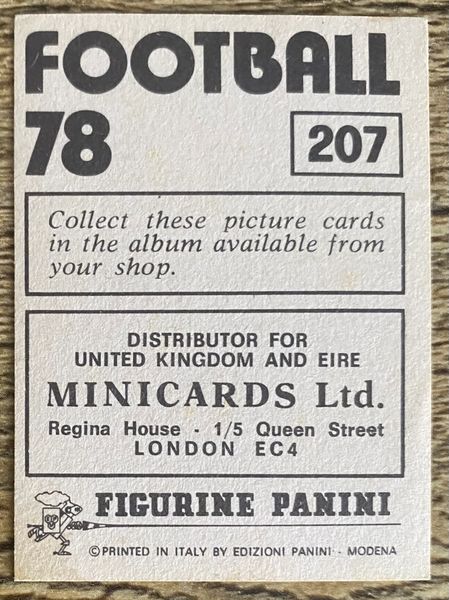 FOOTBALL
78
207
Collect these picture cards
in the album available from
your shop.
DISTRIBUTOR FOR
UNITED KINGDOM AND EIRE
MINICARDS Ltd.
Regina House - 1/5 Queen Street
LONDON EC4
FIGURINE PANINI
©PRINTED IN ITALY BY EDIZIONI PANINI - MODENA